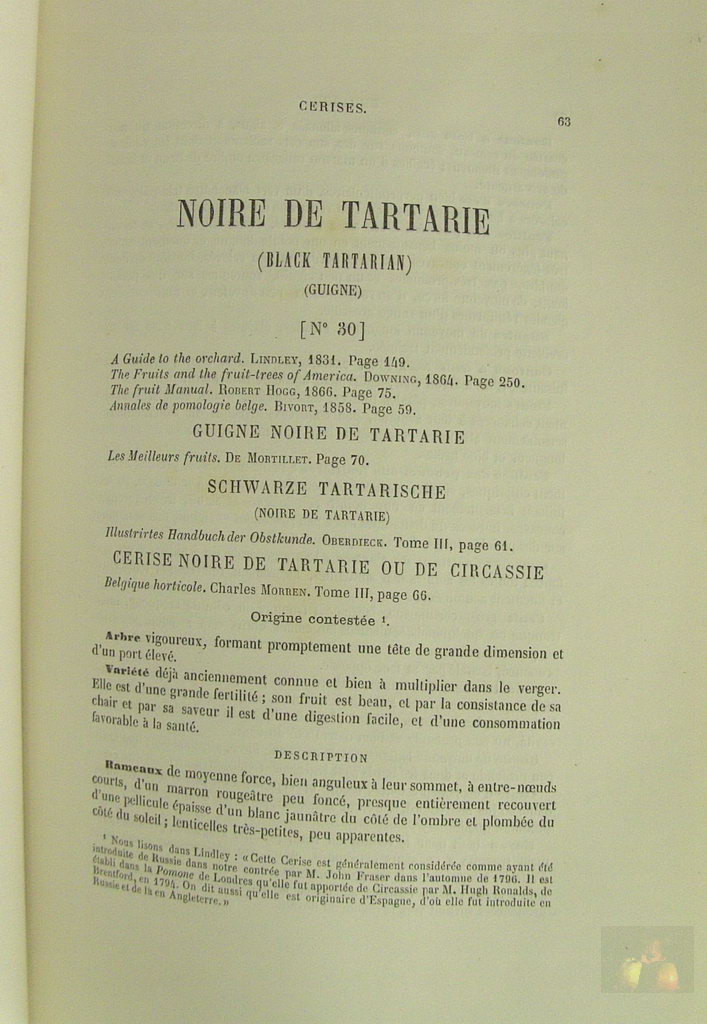 CERISES.
63
NOIRE DE TARTARIE
(BLACK TARTARIAN)
(GUIGNE)
[N° 30]
A Guide to the orchard. LINDLEY, 1831. Page 149.
The Fruits and the fruit-trees of America. DOWNING, 1864. Page 250.
The fruit Manual. ROBERT HOGG, 1866. Page 75.
Annales de pomologie belge. BIVORT, 1858. Page 59.
GUIGNE NOIRE DE TARTARIE
Les Meilleurs fruits. DE MORTILLET. Page 70.
SCHWARZE TARTARISCHE
(NOIRE DE TARTARIE)
Illustrirtes Handbuch der Obstkunde. OBERDIECK. Tome III, page 61.
CERISE NOIRE DE TARTARIE OU DE CIRCASSIE
Belgique horticole. Charles MORREN. Tome III, page 66.
Origine contestée ¹.
Arbre vigoureux, formant promptement une tête de grande dimension et
d'un port élevé.
Variété déjà anciennement connue et bien à multiplier dans le verger.
Elle est d'une grande fertilité ; son fruit est beau, et par la consistance de sa
chair et par sa saveur il est d'une digestion facile, et d'une consommation
favorable à la santé.
DESCRIPTION
Rameaux de moyenne force, bien anguleux à leur sommet, à entre-nœuds
courts, d'un marron rougeâtre peu foncé, presque entièrement recouvert
d'une pellicule épaisse d'un blanc jaunâtre du côté de l'ombre et plombée du
côté du soleil ; lenticelles très-petites, peu apparentes.
¹ Nous lisons dans Lindley : « Cette Cerise est généralement considérée comme ayant été
introduite de Russie dans notre contrée par M. John Fraser dans l'automne de 1796. Il est
établi dans la Pomone de Londres qu'elle fut apportée de Circassie par M. Hugh Ronalds, de
Brentford, en 1794. On dit aussi qu'elle est originaire d'Espagne, d'où elle fut introduite en
Russie et de là en Angleterre. »